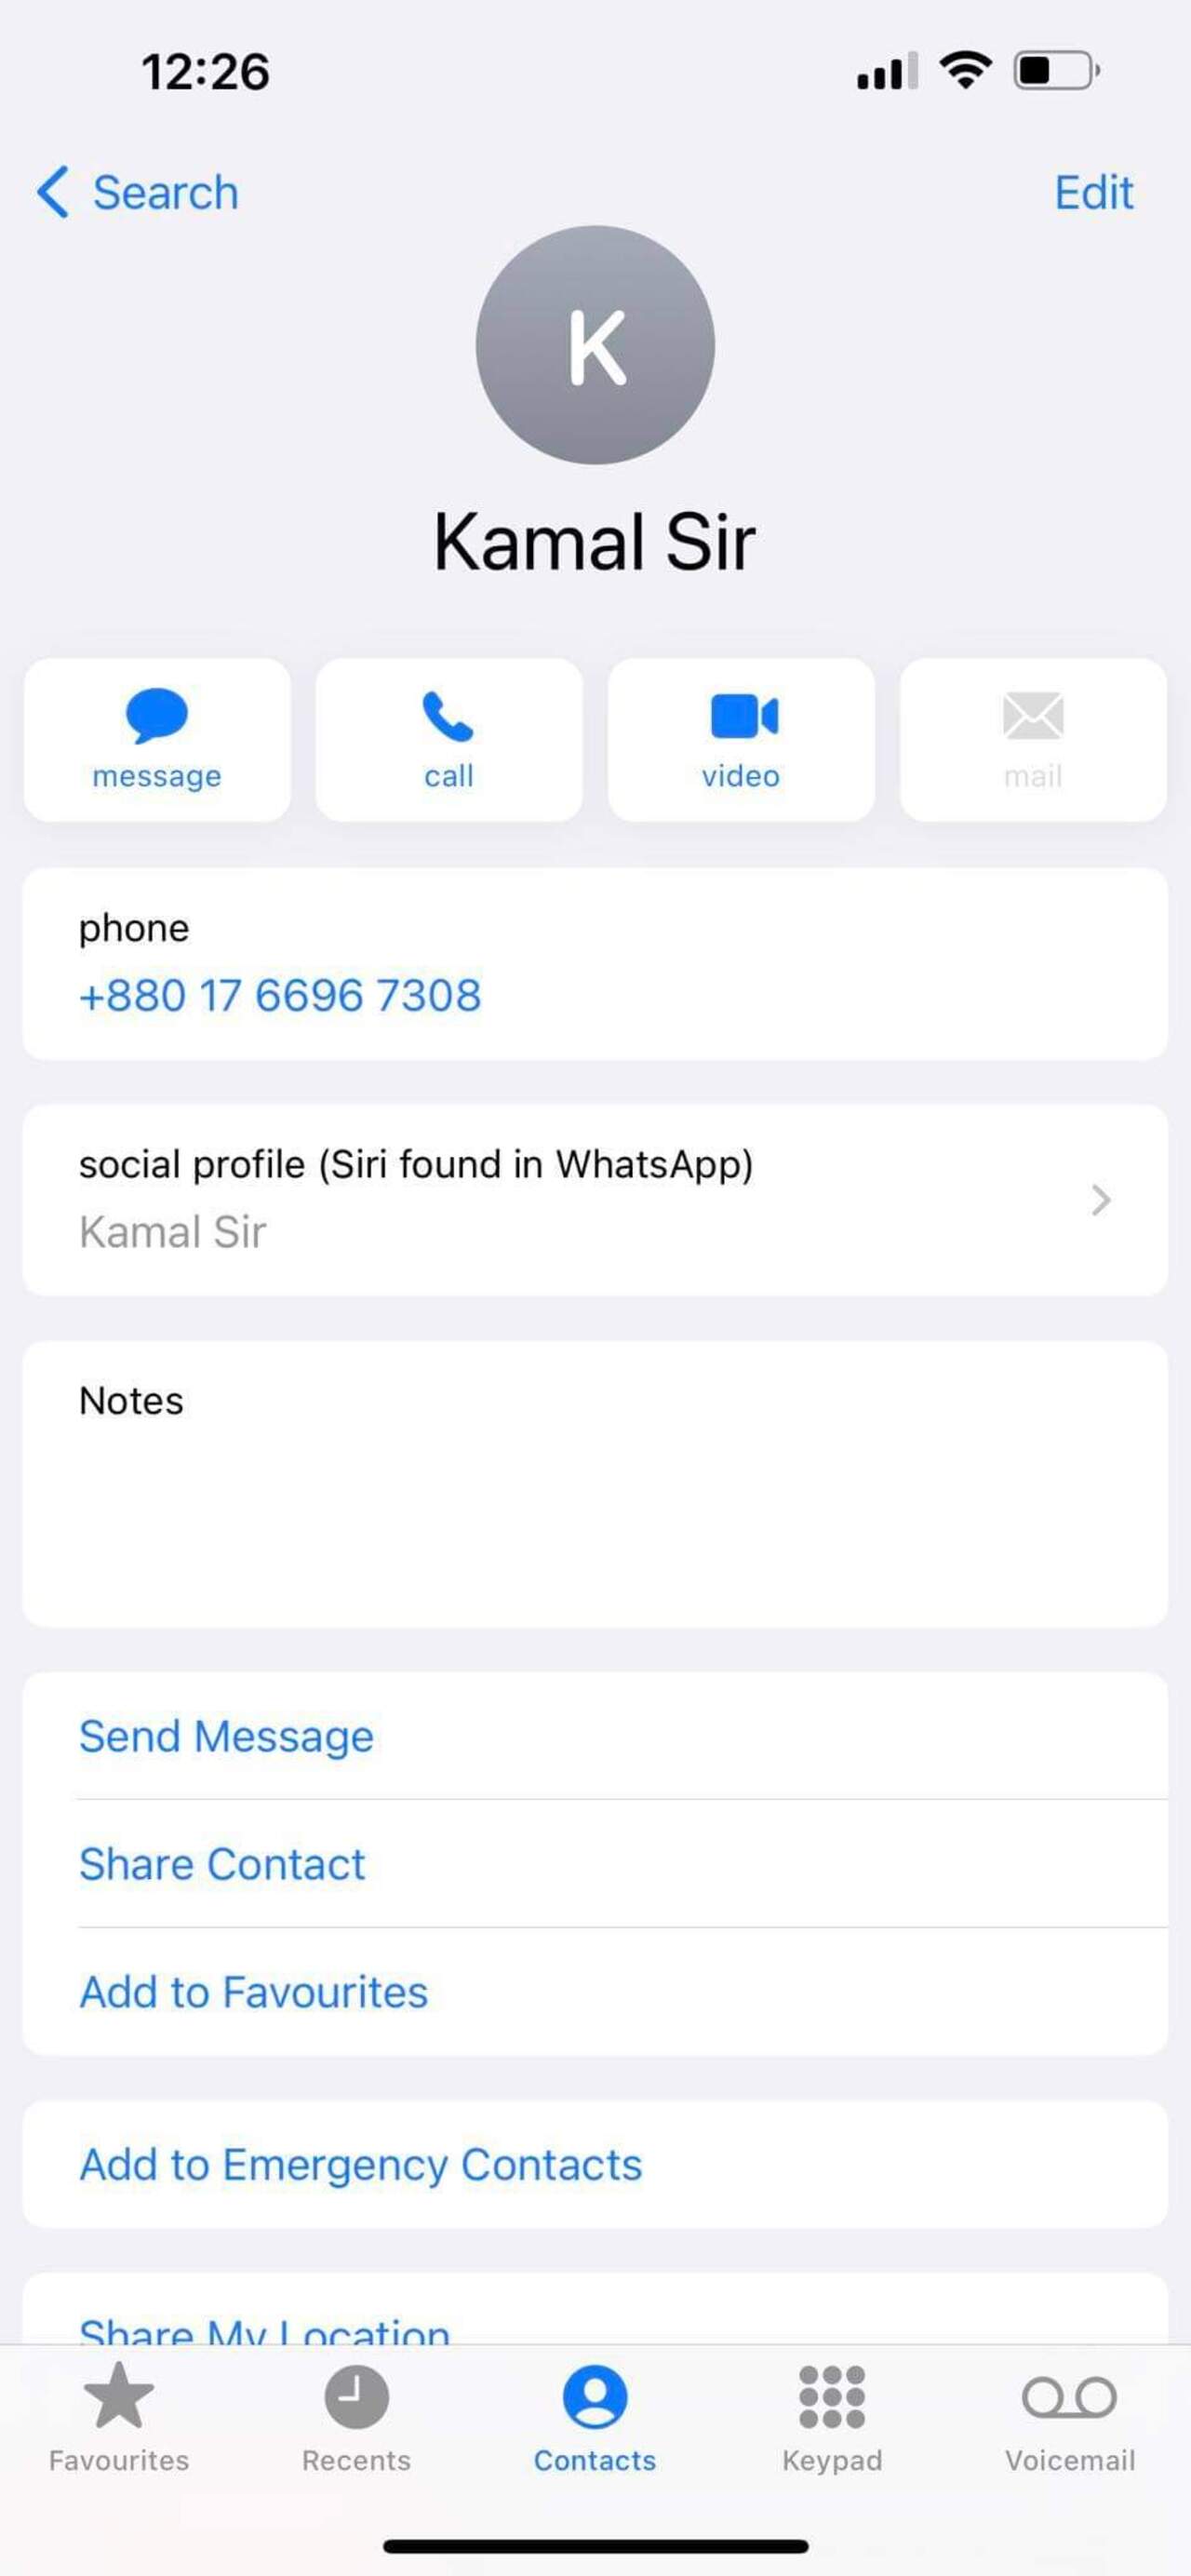 12:26
Search
Edit
K
Kamal Sir
message
call
video
mail
phone
+880 17 6696 7308
social profile (Siri found in WhatsApp)
Kamal Sir
Notes
Send Message
Share Contact
Add to Favourites
Add to Emergency Contacts
Share My Location
Favourites
Recents
Contacts
Keypad
Voicemail